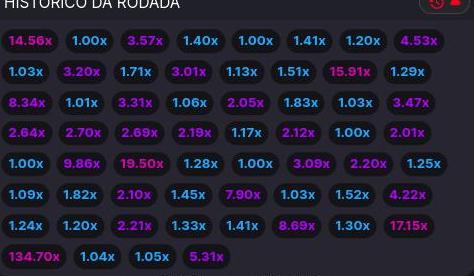 HISTÓRICO DA RODADA
14.56x 1.00x 3.57x 1.40x 1.00x 1.41x 1.20x 4.53x
1.03x 3.20x 1.71x 3.01x 1.13x 1.51x 15.91x 1.29x
8.34x 1.01x 3.31x 1.06x 2.05x 1.83x 1.03x 3.47x
2.64x 2.70x 2.69x 2.19x 1.17x 2.12x 1.00x 2.01x
1.00x 9.86x 19.50x 1.28x 1.00x 3.09x 2.20x 1.25x
1.09x 1.82x 2.10x 1.45x 7.90x 1.03x 1.52x 4.22x
1.24x 1.20x 2.21x 1.33x 1.41x 8.69x 1.30x 17.15x
134.70x 1.04x 1.05x 5.31x